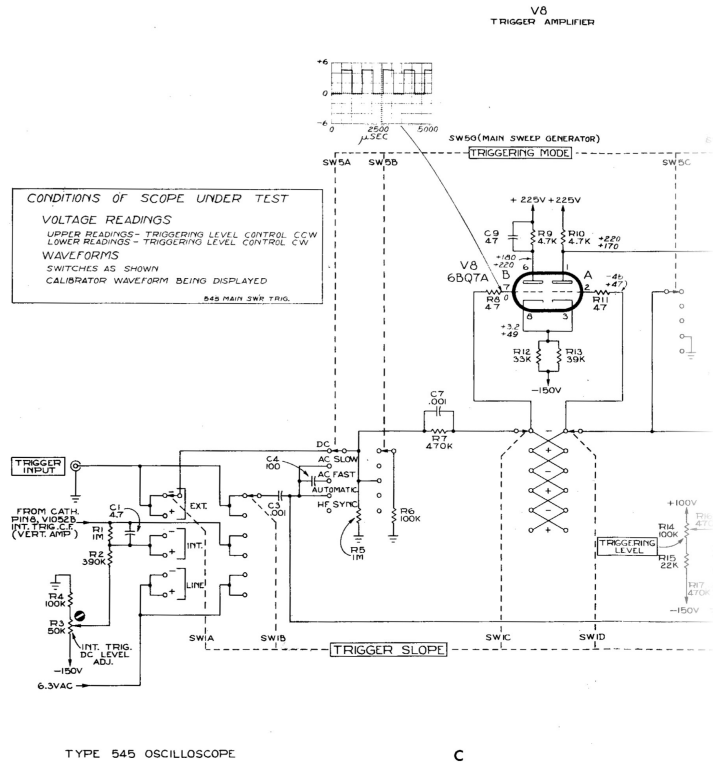 V8
TRIGGER AMPLIFIER
+6
0
-6
0
2500
5000
μSEC
SW5G(MAIN SWEEP GENERATOR)
TRIGGERING MODE
SW5A
SW5B
SW5C
CONDITIONS OF SCOPE UNDER TEST
VOLTAGE READINGS
UPPER READINGS- TRIGGERING LEVEL CONTROL CCW
LOWER READINGS- TRIGGERING LEVEL CONTROL CW
WAVEFORMS
SWITCHES AS SHOWN
CALIBRATOR WAVEFORM BEING DISPLAYED
545 MAIN SWP. TRIG.
+225V
+225V
C9
47
R9
4.7K
R10
4.7K
+220
+170
+180
+220
V8
6BQ7A
6
1
B
A
7
0
2
-45
+47
R8
47
R11
47
8
3
+3.2
+49
R12
33K
R13
39K
-150V
C7
.001
R7
470K
DC
AC SLOW
AC FAST
AUTOMATIC
HF SYNC
C4
100
TRIGGER
INPUT
EXT.
INT.
LINE
-
+
-
+
-
+
C3
.001
R5
1M
R6
100K
-
+
-
+
-
+
FROM CATH.
PIN8, V1052B
INT. TRIG. C.F.
(VERT. AMP)
R1
1M
C1
4.7
R2
390K
R4
100K
R3
50K
INT. TRIG.
DC LEVEL
ADJ.
-150V
6.3VAC
+100V
R14
100K
TRIGGERING
LEVEL
R15
22K
R17
470K
-150V
SW1A
SW1B
SW1C
SW1D
TRIGGER SLOPE
TYPE 545 OSCILLOSCOPE
C